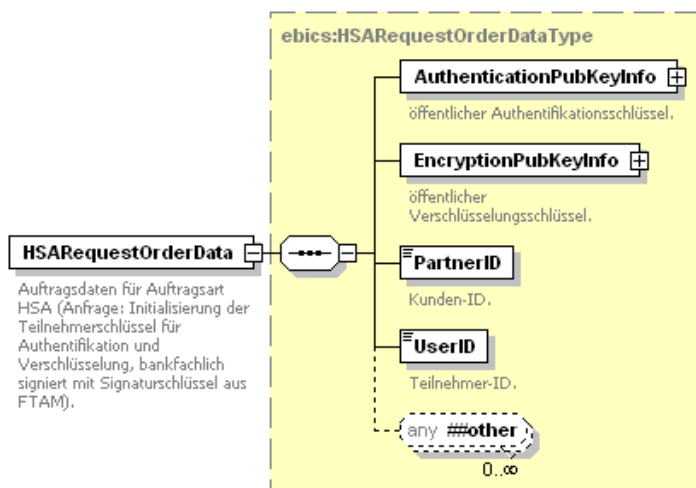 ebics:HSARequestOrderDataType
AuthenticationPubKeyInfo
öffentlicher Authentifikationsschlüssel.
EncryptionPubKeyInfo
öffentlicher
Verschlüsselungsschlüssel.
HSARequestOrderData
Auftragsdaten für Auftragsart
HSA (Anfrage: Initialisierung der
Teilnehmerschlüssel für
Authentifikation und
Verschlüsselung, bankfachlich
signiert mit Signaturschlüssel aus
FTAM).
PartnerID
Kunden-ID.
UserID
Teilnehmer-ID.
any ##other
0..∞